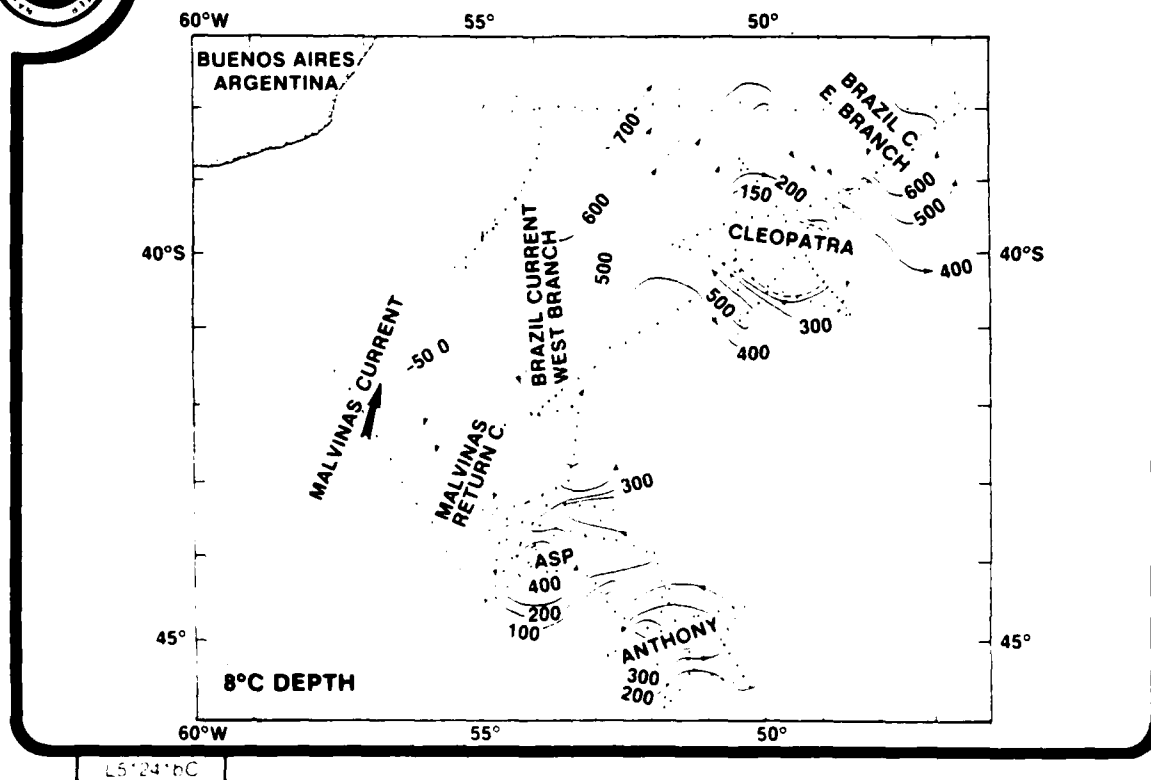 60°W 55° 50°
BUENOS AIRES
ARGENTINA
BRAZIL C.
E. BRANCH
700
150 200
600
500
600
CLEOPATRA
40°S
40°S
400
BRAZIL CURRENT
WEST BRANCH
500
500
300
400
MALVINAS CURRENT
-50 0
MALVINAS
RETURN C.
300
ASP
400
200
100
45°
45°
ANTHONY
300
200
8°C DEPTH
60°W 55° 50°